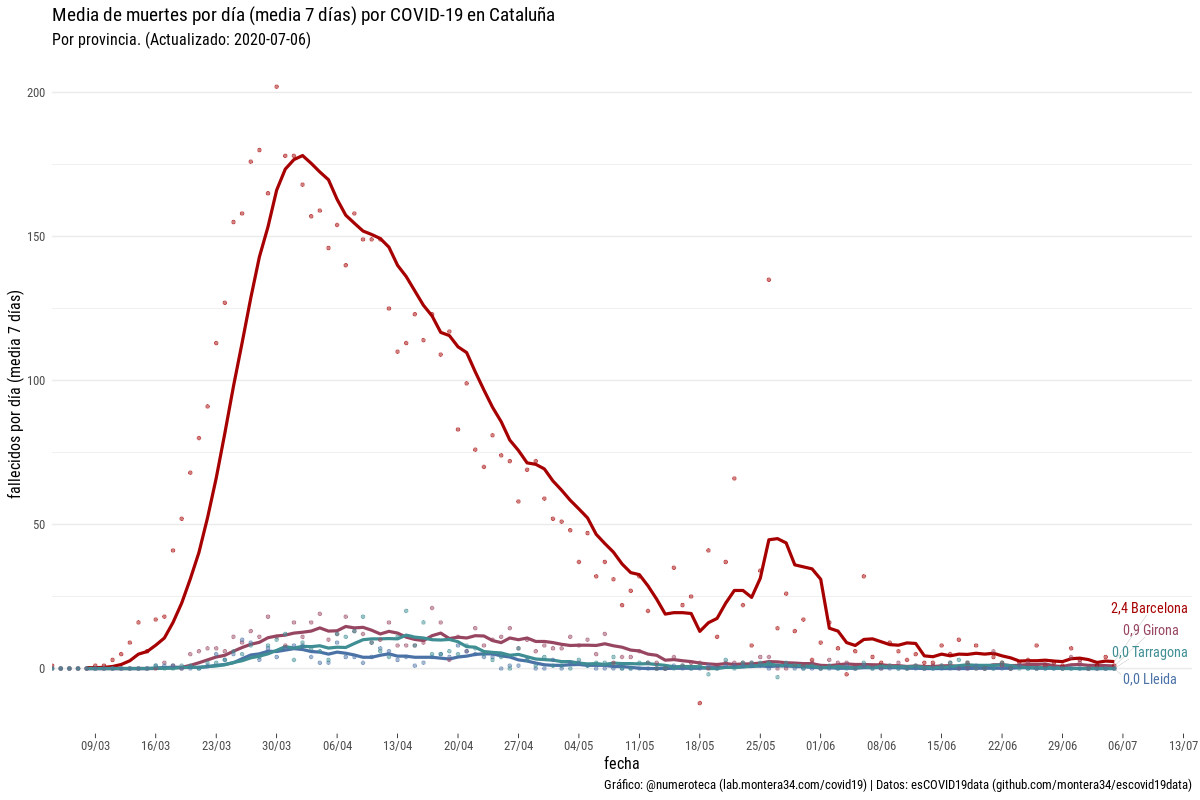 Media de muertes por día (media 7 días) por COVID-19 en Cataluña
Por provincia. (Actualizado: 2020-07-06)
fallecidos por día (media 7 días)
200
150
100
50
0
2,4 Barcelona
0,9 Girona
0,0 Tarragona
0,0 Lleida
09/03 16/03 23/03 30/03 06/04 13/04 20/04 27/04 04/05 11/05 18/05 25/05 01/06 08/06 15/06 22/06 29/06 06/07 13/07
fecha
Gráfico: @numeroteca (lab.montera34.com/covid19) | Datos: esCOVID19data (github.com/montera34/escovid19data)